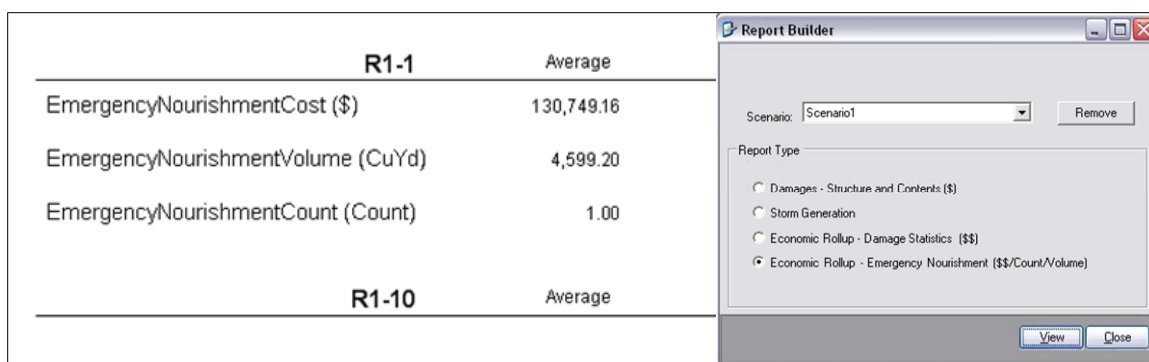 R1-1 Average
EmergencyNourishmentCost ($) 130,749.16
EmergencyNourishmentVolume (CuYd) 4,599.20
EmergencyNourishmentCount (Count) 1.00
R1-10 Average
Report Builder
Scenario: Scenario1 Remove
Report Type
Damages - Structure and Contents ($)
Storm Generation
Economic Rollup - Damage Statistics ($$)
Economic Rollup - Emergency Nourishment ($$/Count/Volume)
View Close